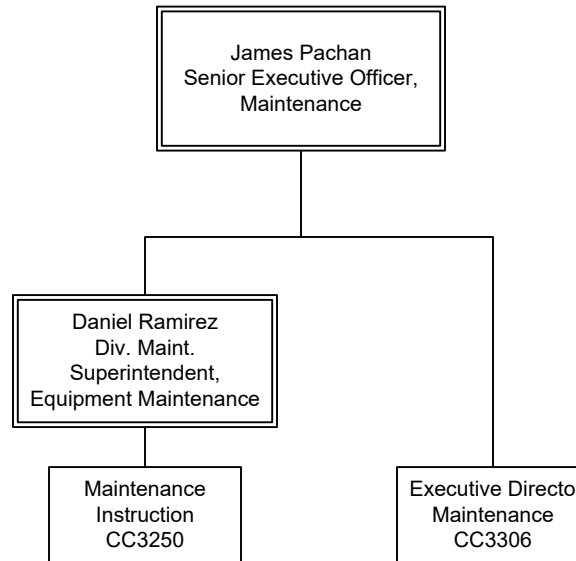 James Pachan
Senior Executive Officer,
Maintenance
Daniel Ramirez
Div. Maint.
Superintendent,
Equipment Maintenance
Maintenance
Instruction
CC3250
Executive Directo
Maintenance
CC3306